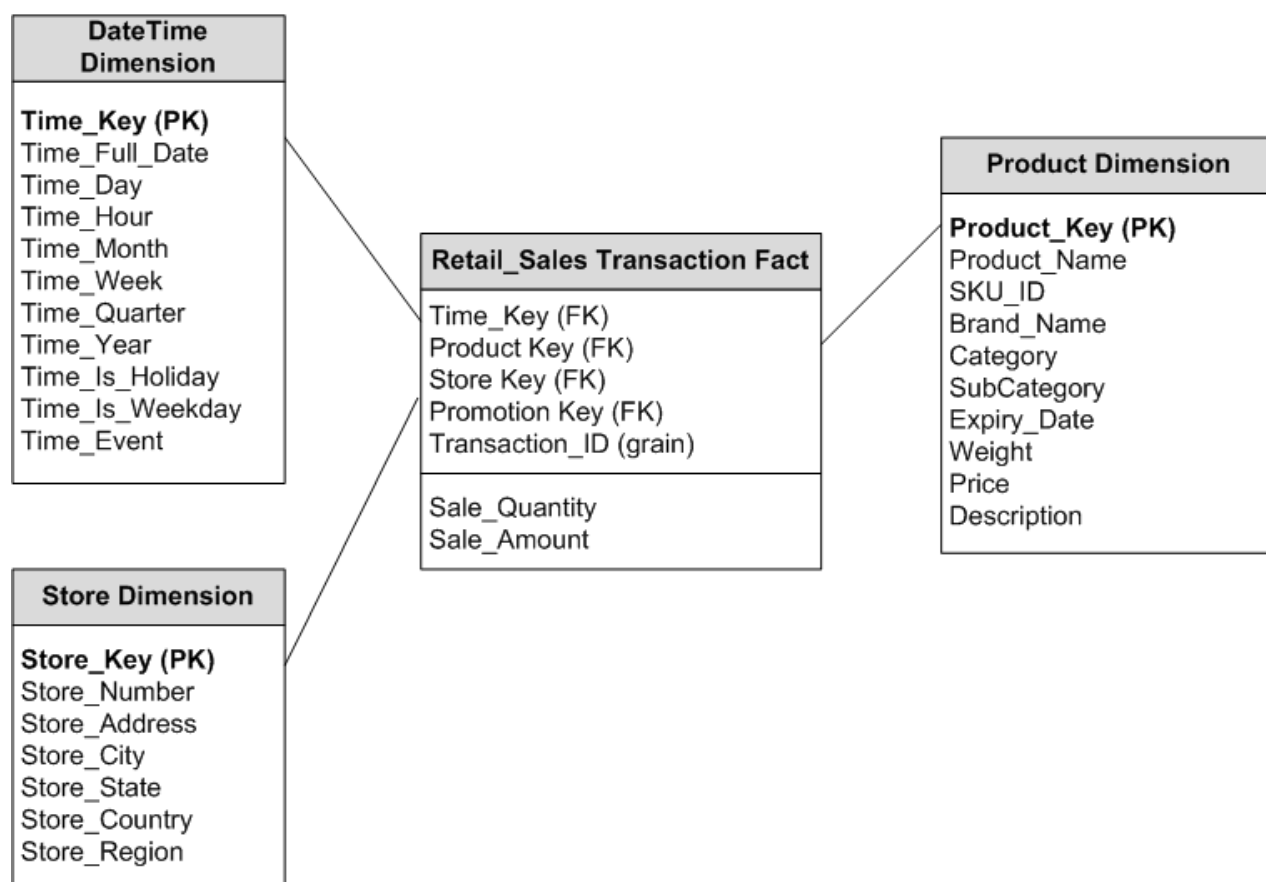 DateTime
Dimension
Time_Key (PK)
Time_Full_Date
Time_Day
Time_Hour
Time_Month
Time_Week
Time_Quarter
Time_Year
Time_Is_Holiday
Time_Is_Weekday
Time_Event
Store Dimension
Store_Key (PK)
Store_Number
Store_Address
Store_City
Store_State
Store_Country
Store_Region
Retail_Sales Transaction Fact
Time_Key (FK)
Product Key (FK)
Store Key (FK)
Promotion Key (FK)
Transaction_ID (grain)
Sale_Quantity
Sale_Amount
Product Dimension
Product_Key (PK)
Product_Name
SKU_ID
Brand_Name
Category
SubCategory
Expiry_Date
Weight
Price
Description